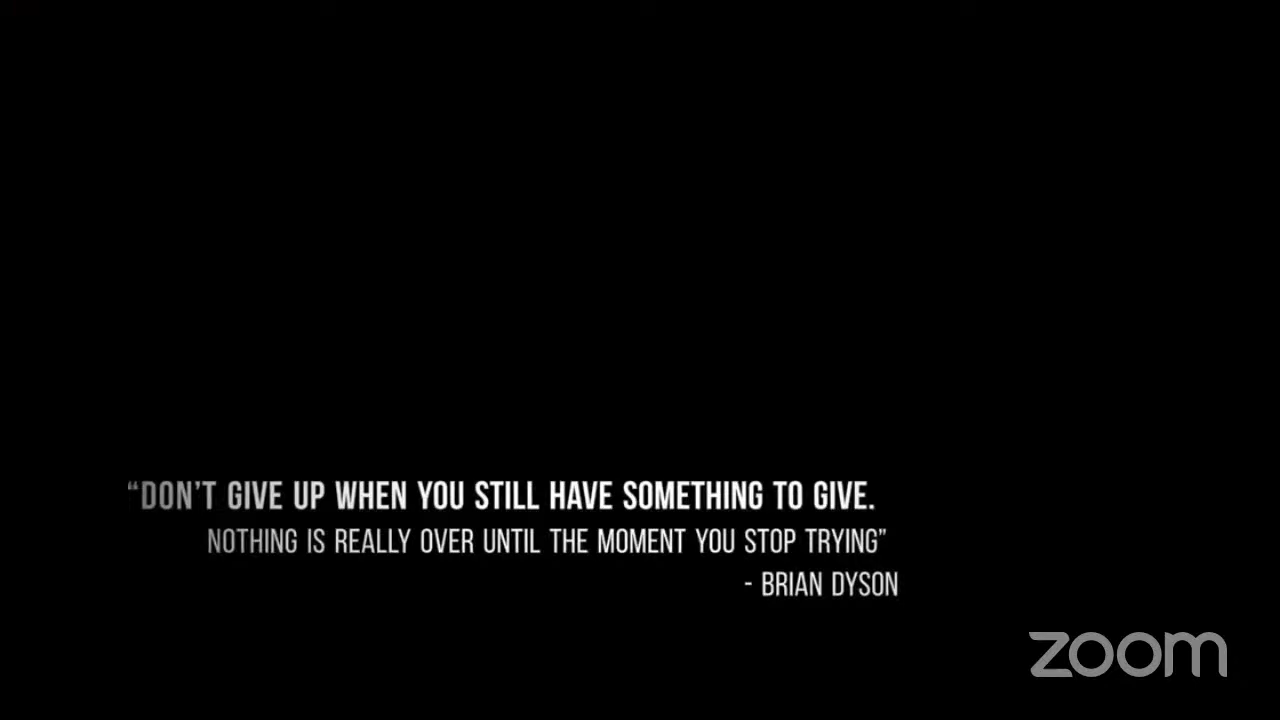 “DON’T GIVE UP WHEN YOU STILL HAVE SOMETHING TO GIVE.
NOTHING IS REALLY OVER UNTIL THE MOMENT YOU STOP TRYING”
- BRIAN DYSON
zoom